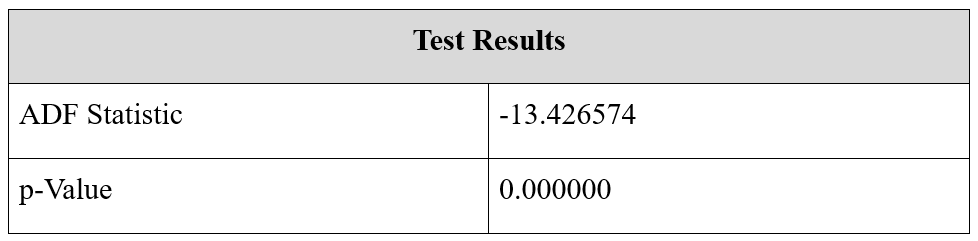 Test Results
ADF Statistic -13.426574
p-Value 0.000000